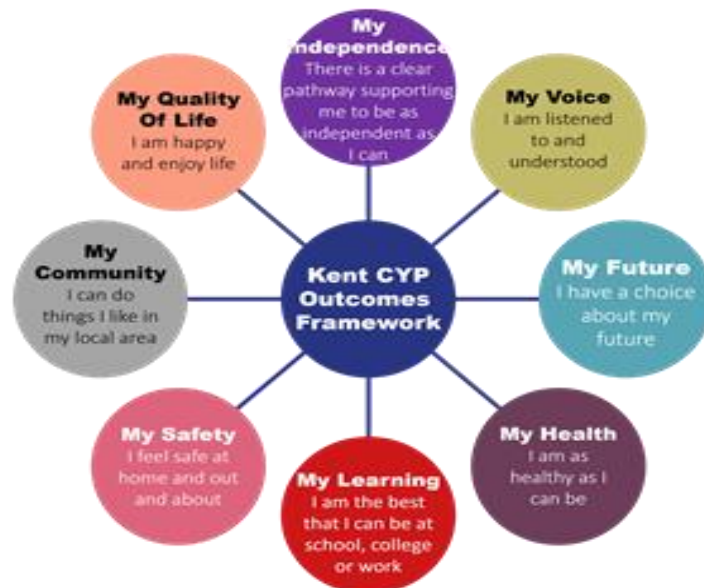 My
Independence
There is a clear
pathway supporting
me to be as
independent as
I can
My Voice
I am listened
to and
understood
My Future
I have a choice
about my
future
My Health
I am as
healthy as I
can be
My Learning
I am the best
that I can be at
school, college
or work
My Safety
I feel safe at
home and out
and about
My
Community
I can do
things I like in
my local area
My Quality
Of Life
I am happy
and enjoy life
Kent CYP
Outcomes
Framework